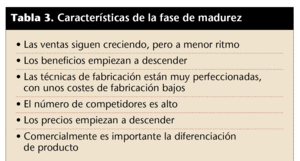 Tabla 3. Características de la fase de madurez
• Las ventas siguen creciendo, pero a menor ritmo
• Los beneficios empiezan a descender
• Las técnicas de fabricación están muy perfeccionadas,
con unos costes de fabricación bajos
• El número de competidores es alto
• Los precios empiezan a descender
• Comercialmente es importante la diferenciación
de producto